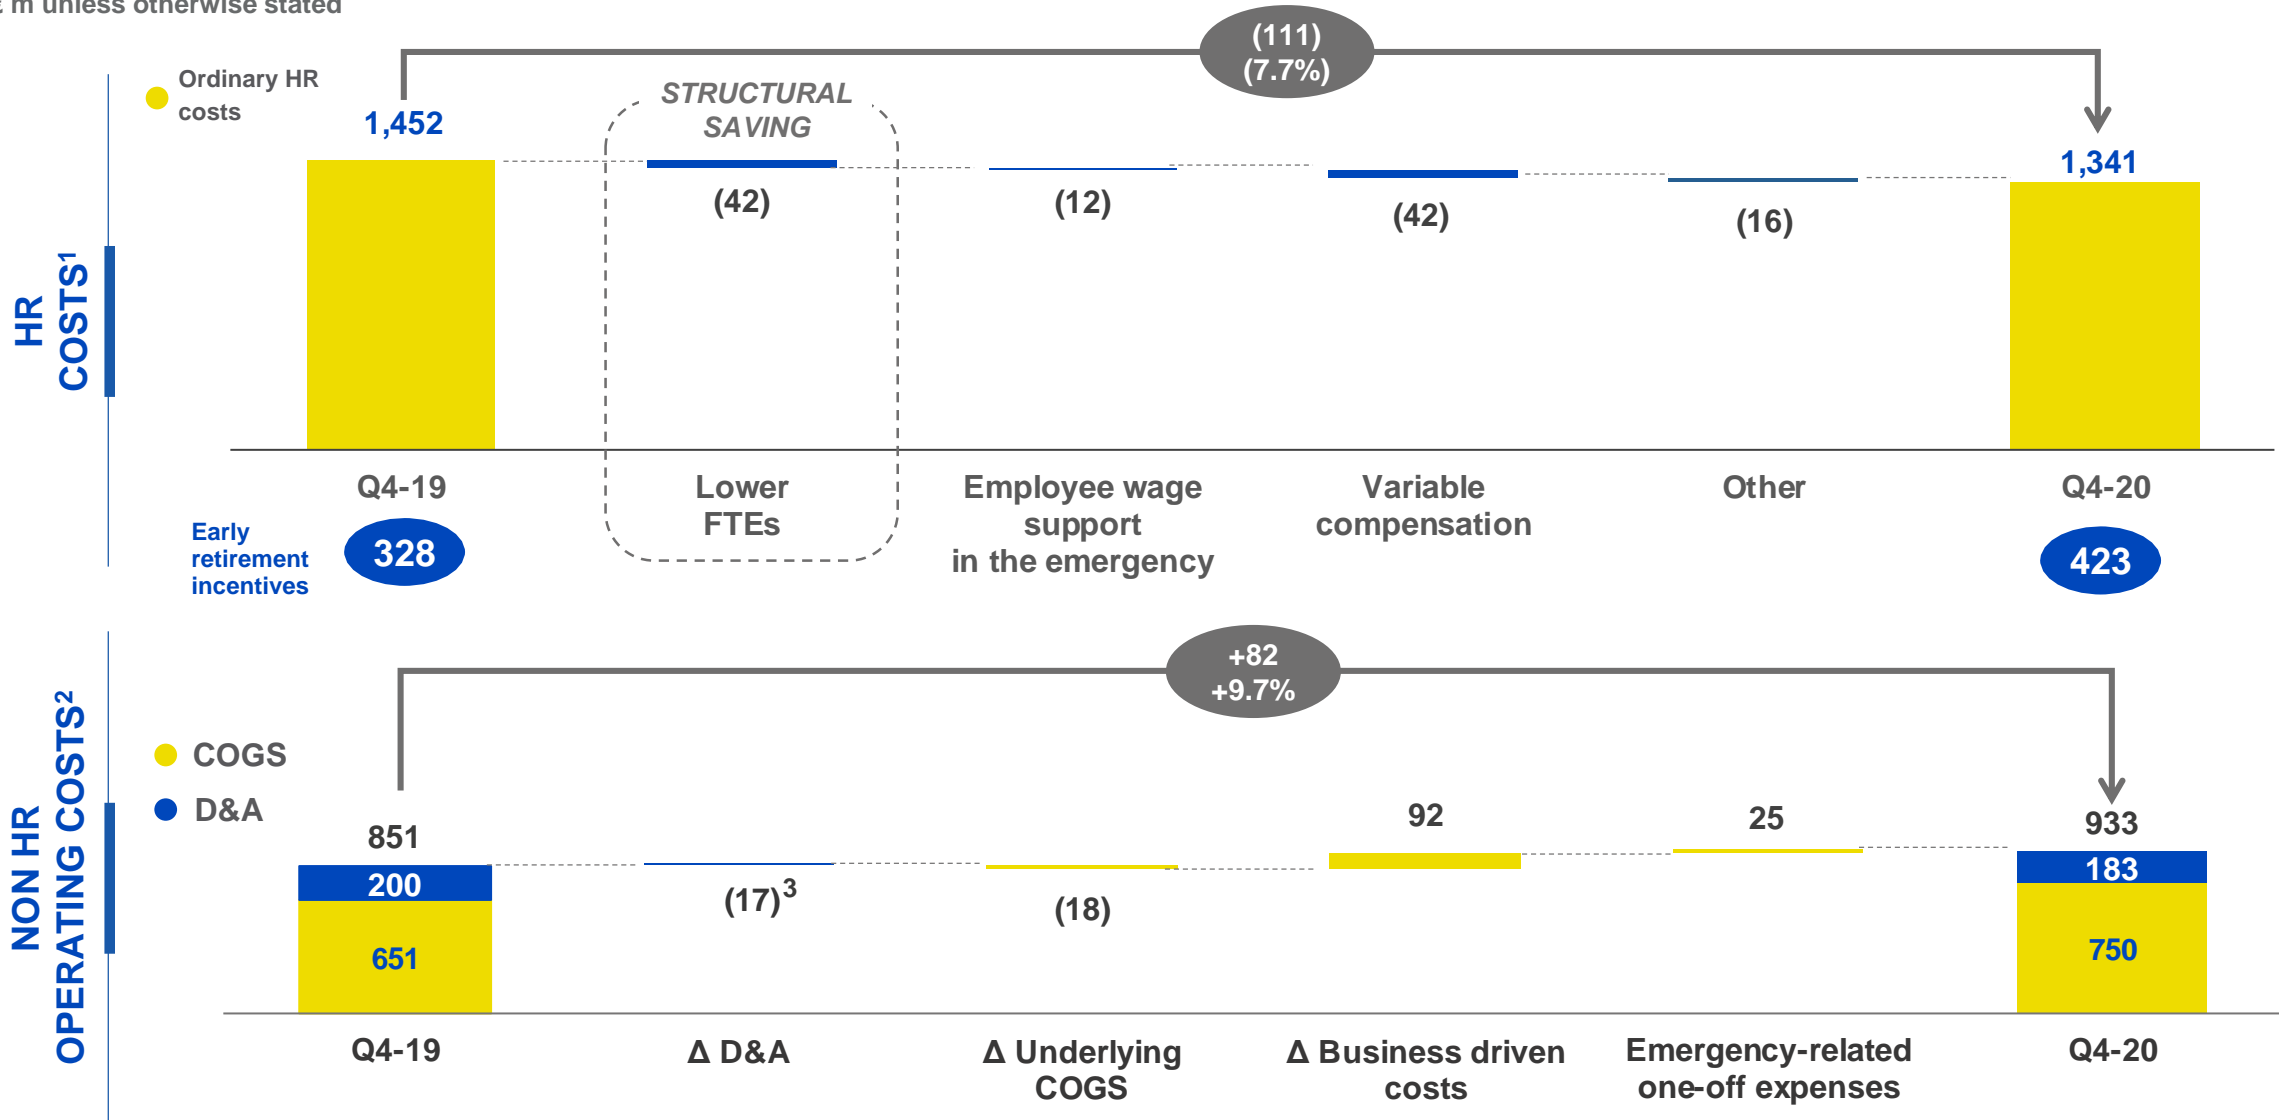 m unless otherwise stated
(111)
(7.7%)
Ordinary HR
costs
STRUCTURAL
SAVING
1,452
1,341
(42)
(12)
(42)
(16)
HR
COSTS¹
Q4-19
Lower
FTEs
Employee wage
support
in the emergency
Variable
compensation
Other
Q4-20
Early
retirement
incentives
328
423
+82
+9.7%
NON HR
OPERATING COSTS²
COGS
D&A
851
200
651
(17)³
(18)
92
25
933
183
750
Q4-19
Δ D&A
Δ Underlying
COGS
Δ Business driven
costs
Emergency-related
one-off expenses
Q4-20